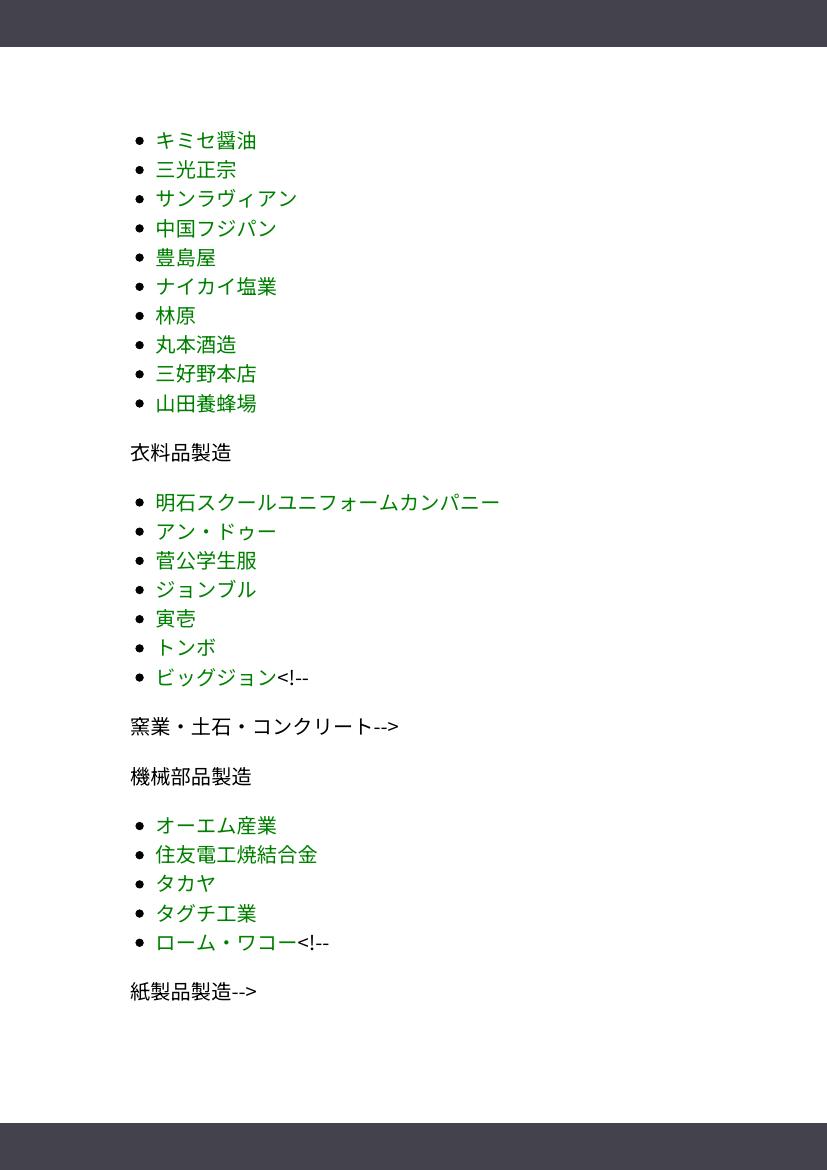 キミセ醤油
三光正宗
サンラヴィアン
中国フジパン
豊島屋
ナイカイ塩業
林原
丸本酒造
三好野本店
山田養蜂場
衣料品製造
明石スクールユニフォームカンパニー
アン・ドゥー
菅公学生服
ジョンブル
寅壱
トンボ
ビッグジョン<!--
窯業・土石・コンクリート-->
機械部品製造
オーエム産業
住友電工焼結合金
タカヤ
タグチ工業
ローム・ワコー<!--
紙製品製造-->